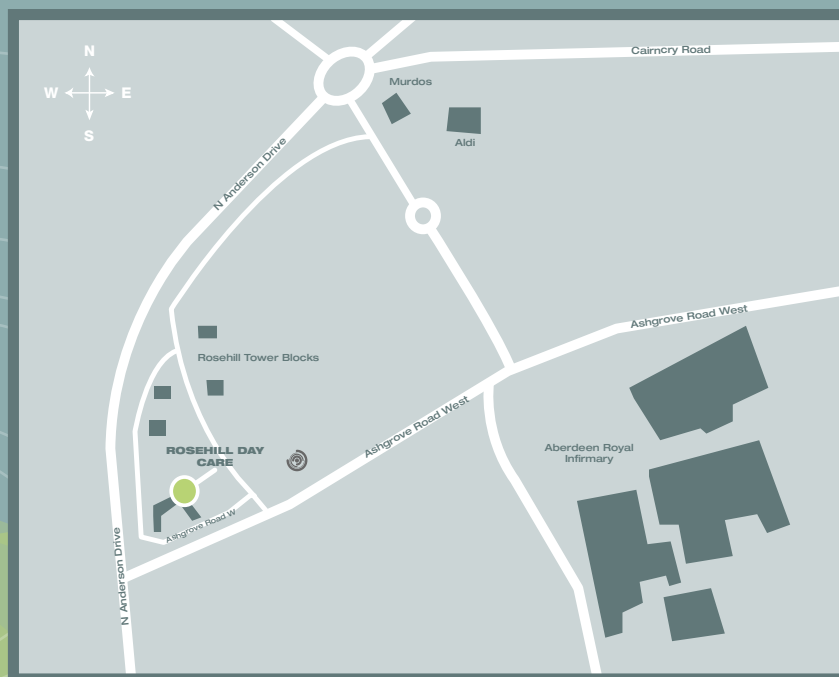 N
W E
S
Cairncry Road
Murdos
Aldi
N Anderson Drive
Ashgrove Road West
Rosehill Tower Blocks
Ashgrove Road West
ROSEHILL DAY
CARE
Aberdeen Royal
Infirmary
Ashgrove Road W
N Anderson Drive